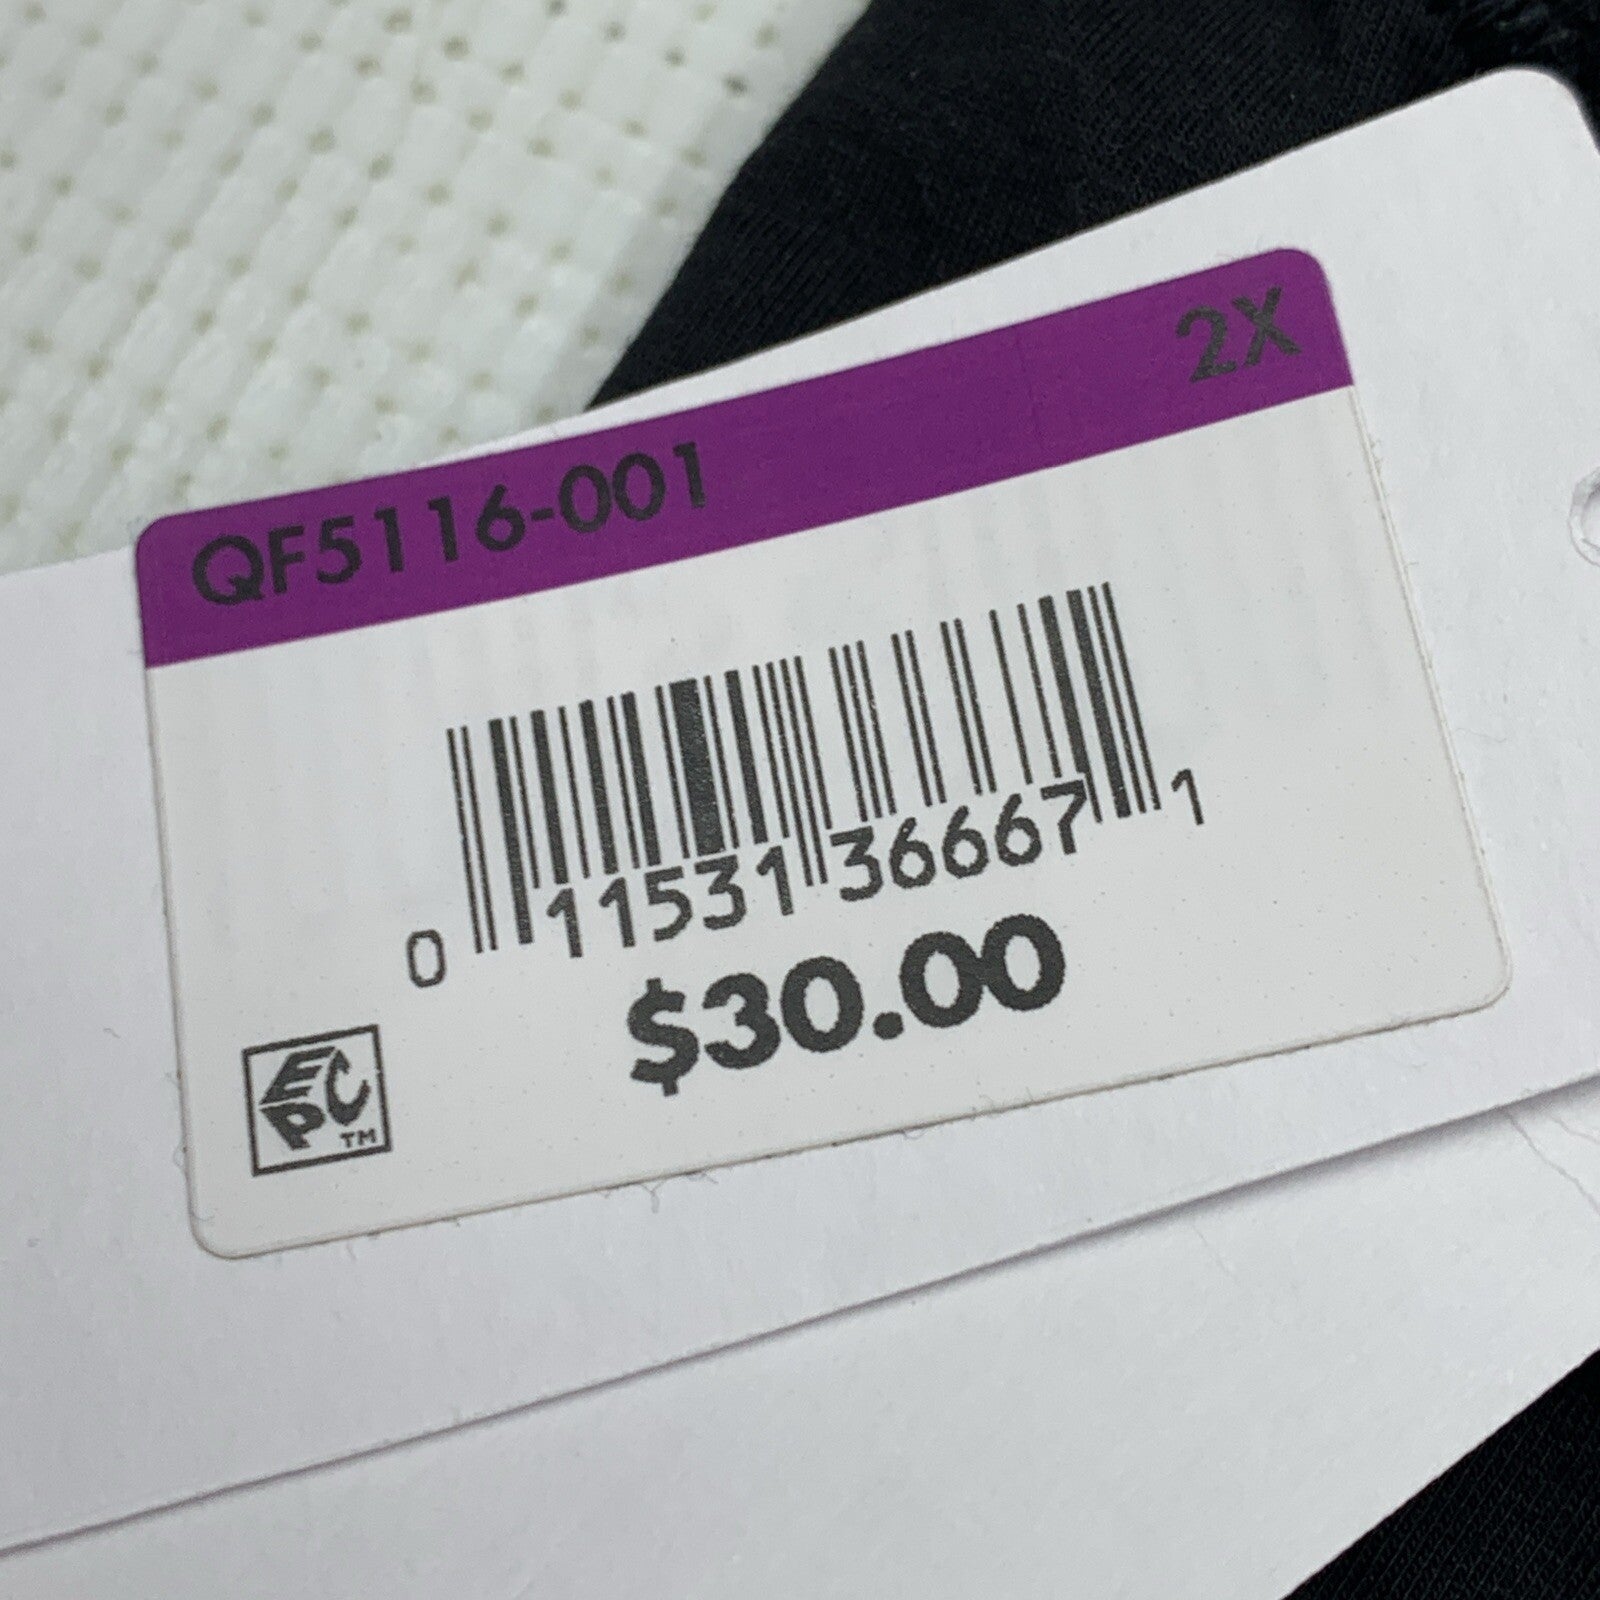 2X
QF5116-001
0 11531 36667 1
$30.00
EPC
TM